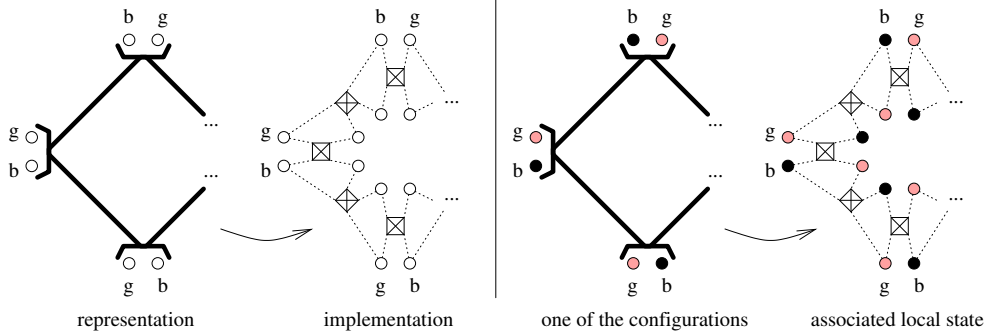 b g
g
b
g b
...
...
representation
b g
g
b
g b
...
...
implementation
b g
g
b
g b
...
...
one of the configurations
b g
g
b
g b
...
...
associated local state